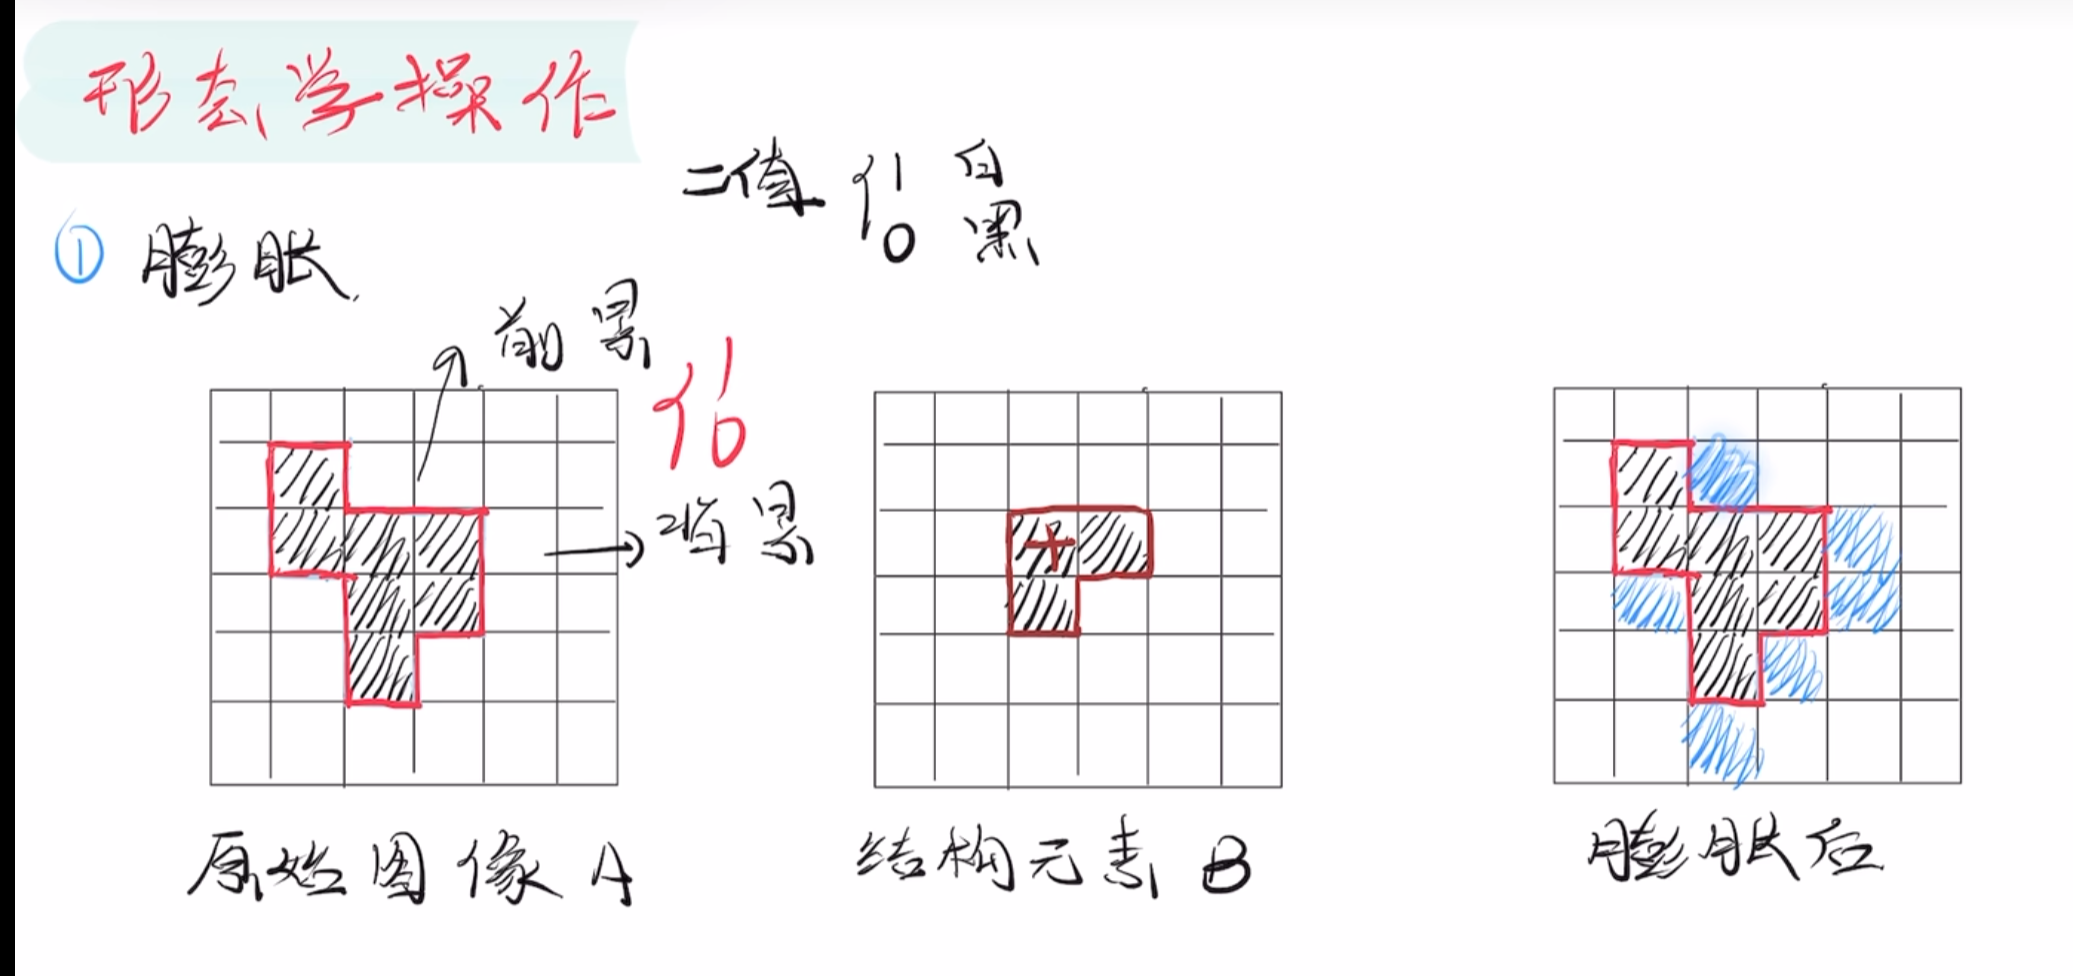 形态学操作
二值 { 1 白
0 黑
① 膨胀
前景
{ 1
0
背景
+
原始图像 A
结构元素 B
膨胀后